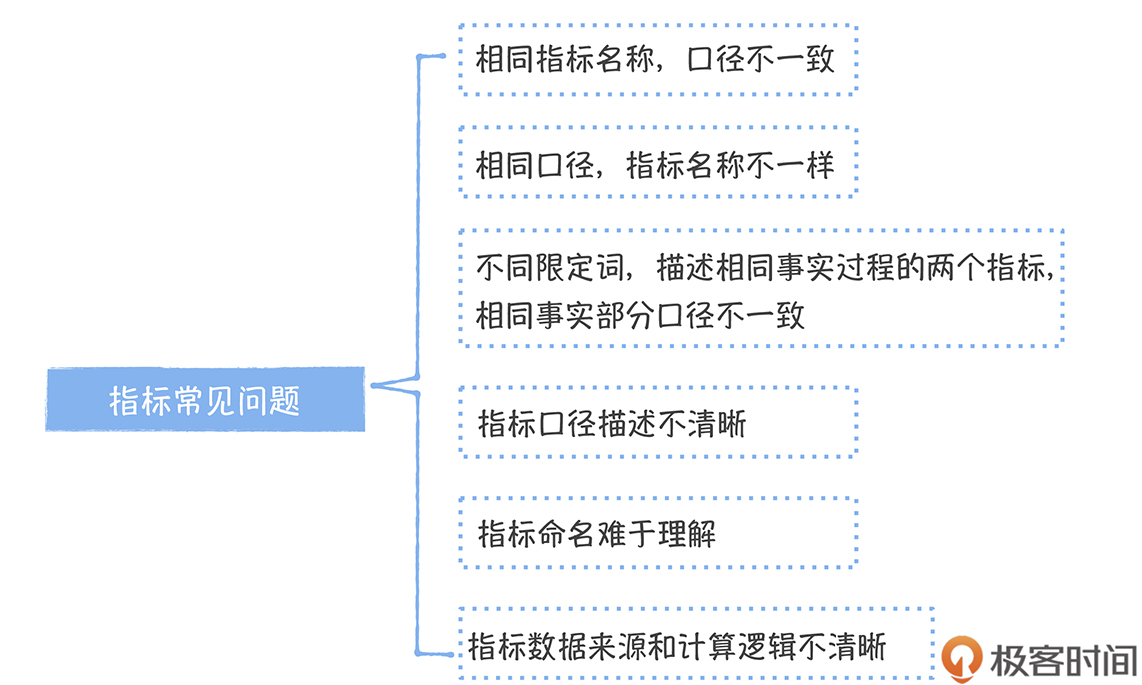 相同指标名称，口径不一致
相同口径，指标名称不一样
不同限定词，描述相同事实过程的两个指标，
相同事实部分口径不一致
指标常见问题
指标口径描述不清晰
指标命名难于理解
指标数据来源和计算逻辑不清晰
极客时间